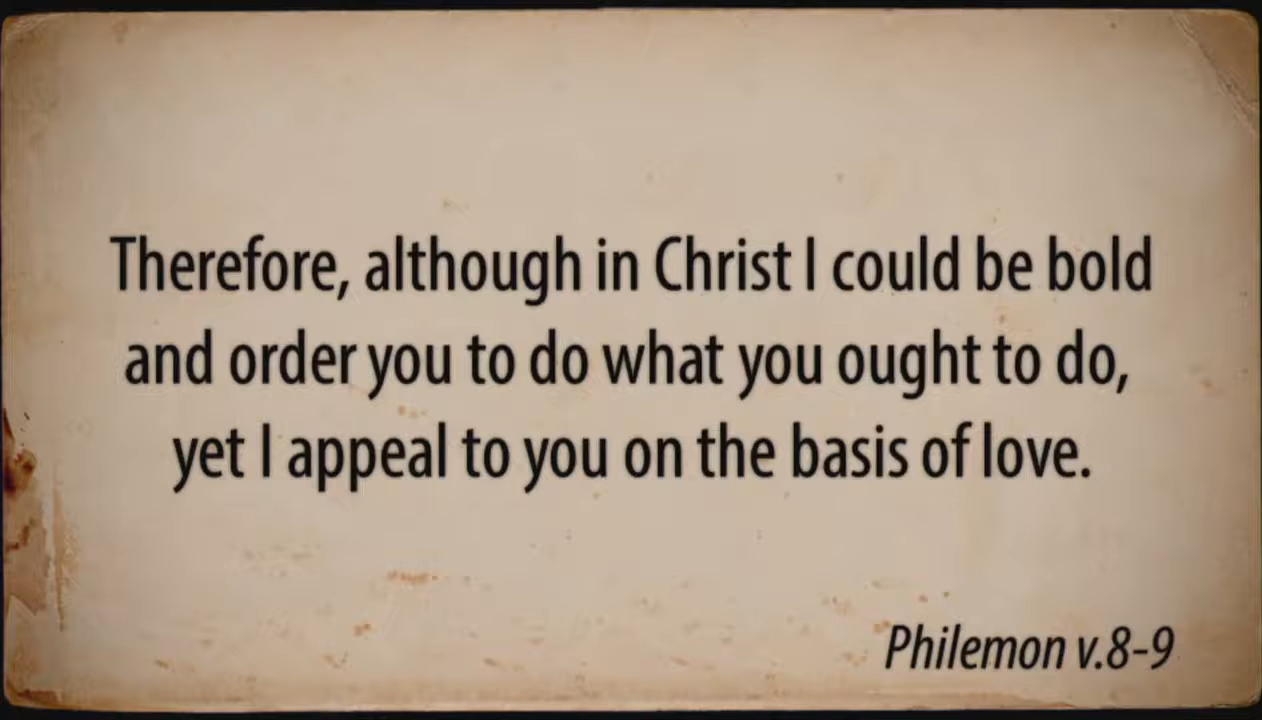 Therefore, although in Christ I could be bold
and order you to do what you ought to do,
yet I appeal to you on the basis of love.
Philemon v.8-9